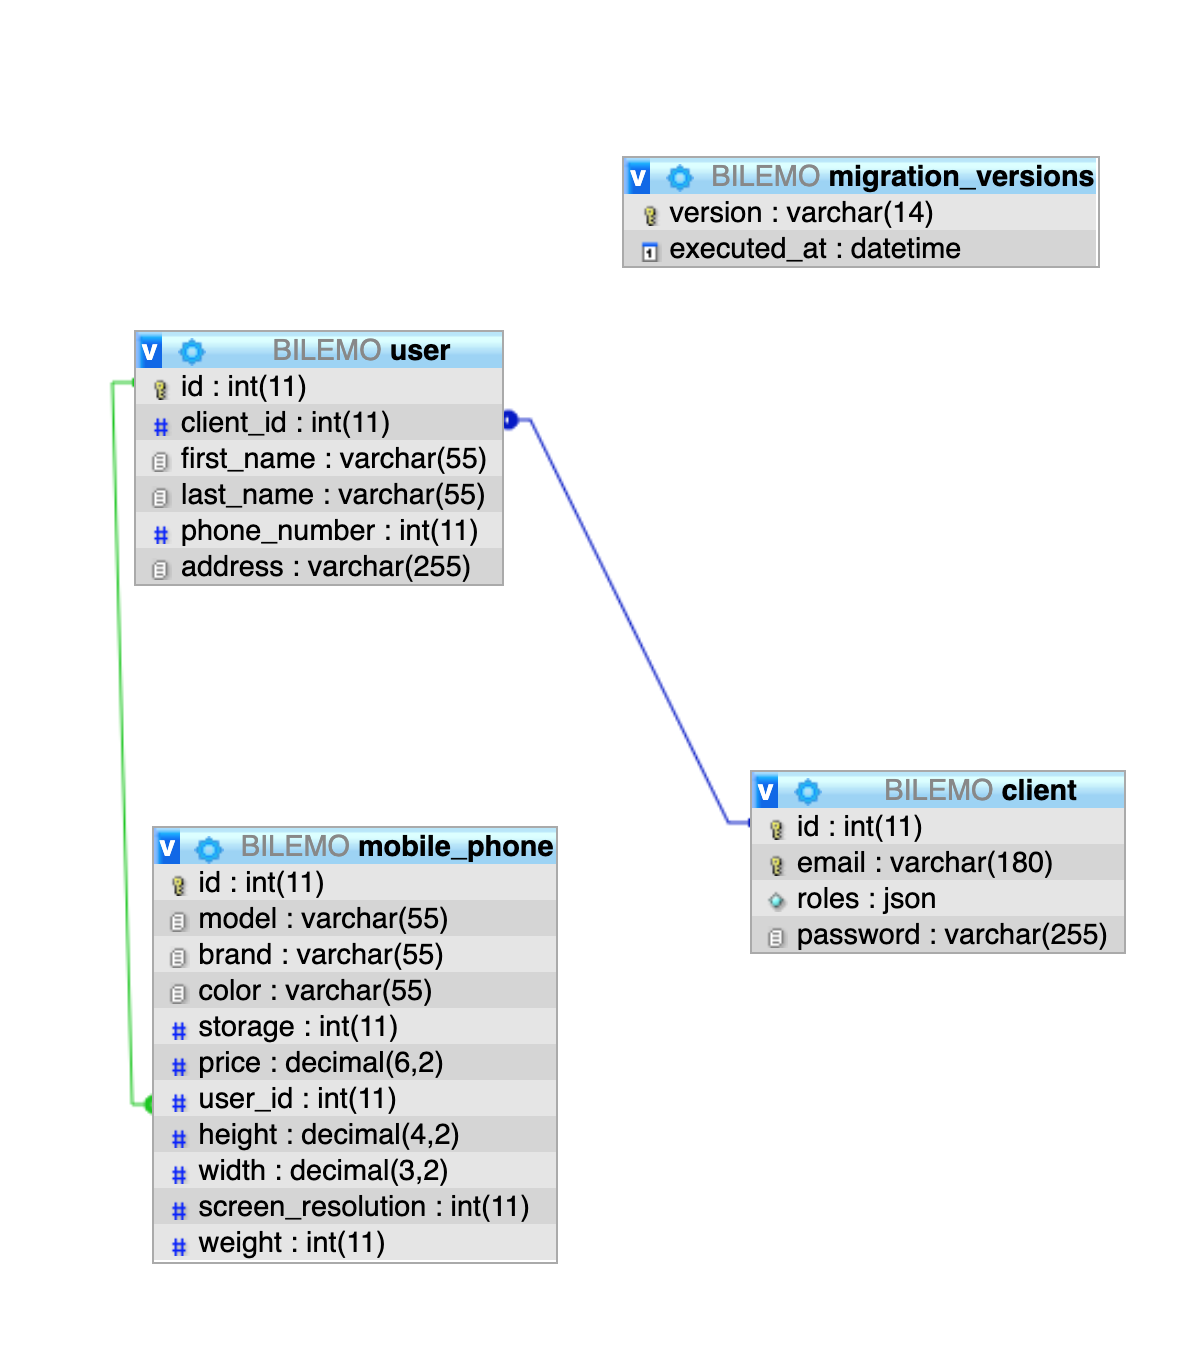 v BILEMO migration_versions
version : varchar(14)
executed_at : datetime
v BILEMO user
id : int(11)
# client_id : int(11)
first_name : varchar(55)
last_name : varchar(55)
# phone_number : int(11)
address : varchar(255)
v BILEMO mobile_phone
id : int(11)
model : varchar(55)
brand : varchar(55)
color : varchar(55)
# storage : int(11)
# price : decimal(6,2)
# user_id : int(11)
# height : decimal(4,2)
# width : decimal(3,2)
# screen_resolution : int(11)
# weight : int(11)
v BILEMO client
id : int(11)
email : varchar(180)
roles : json
password : varchar(255)